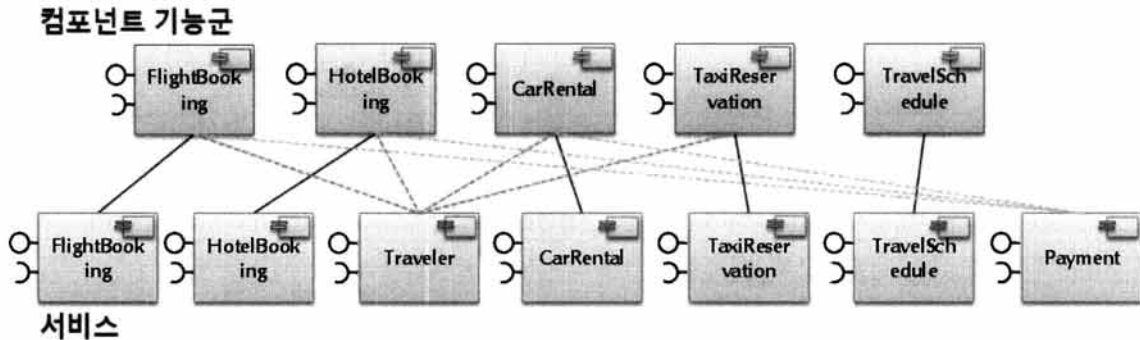 컴포넌트 기능군
FlightBook
ing
HotelBook
ing
CarRental
TaxiReser
vation
TravelSch
edule
FlightBook
ing
HotelBook
ing
Traveler
CarRental
TaxiReser
vation
TravelSch
edule
Payment
서비스